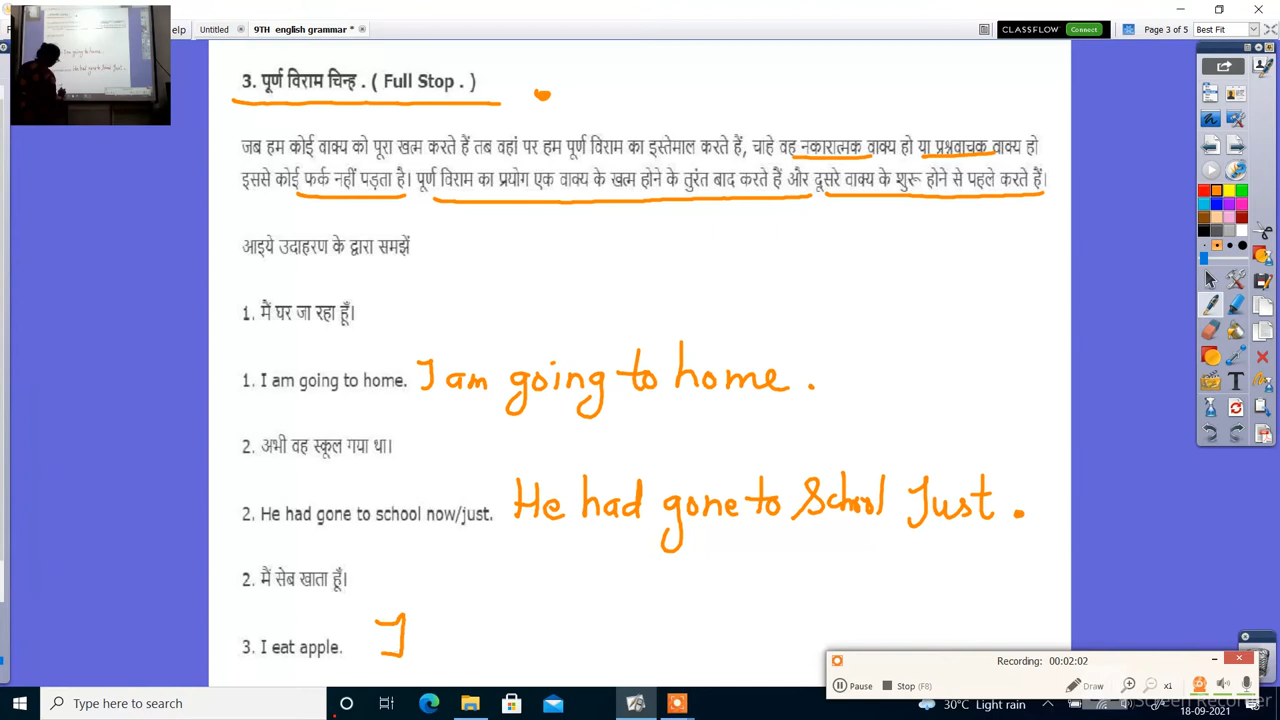 elp
Untitled
9TH english grammar *
CLASSFLOW
Connect
Page 3 of 5
Best Fit
3. पूर्ण विराम चिन्ह . ( Full Stop . )
.
जब हम कोई वाक्य को पूरा खत्म करते हैं तब वहां पर हम पूर्ण विराम का इस्तेमाल करते हैं, चाहे वह नकारात्मक वाक्य हो या प्रश्नवाचक वाक्य हो
इससे कोई फर्क नहीं पड़ता है। पूर्ण विराम का प्रयोग एक वाक्य के खत्म होने के तुरंत बाद करते हैं और दूसरे वाक्य के शुरू होने से पहले करते हैं।
आइये उदाहरण के द्वारा समझें
1. मैं घर जा रहा हूँ।
1. I am going to home. I am going to home .
2. अभी वह स्कूल गया था।
2. He had gone to school now/just. He had gone to School Just .
2. मैं सेब खाता हूँ।
3. I eat apple. I
Recording: 00:02:02
Pause
Stop (F8)
Draw
x1
Type here to search
30°C Light rain
18-09-2021
Screen Recorder